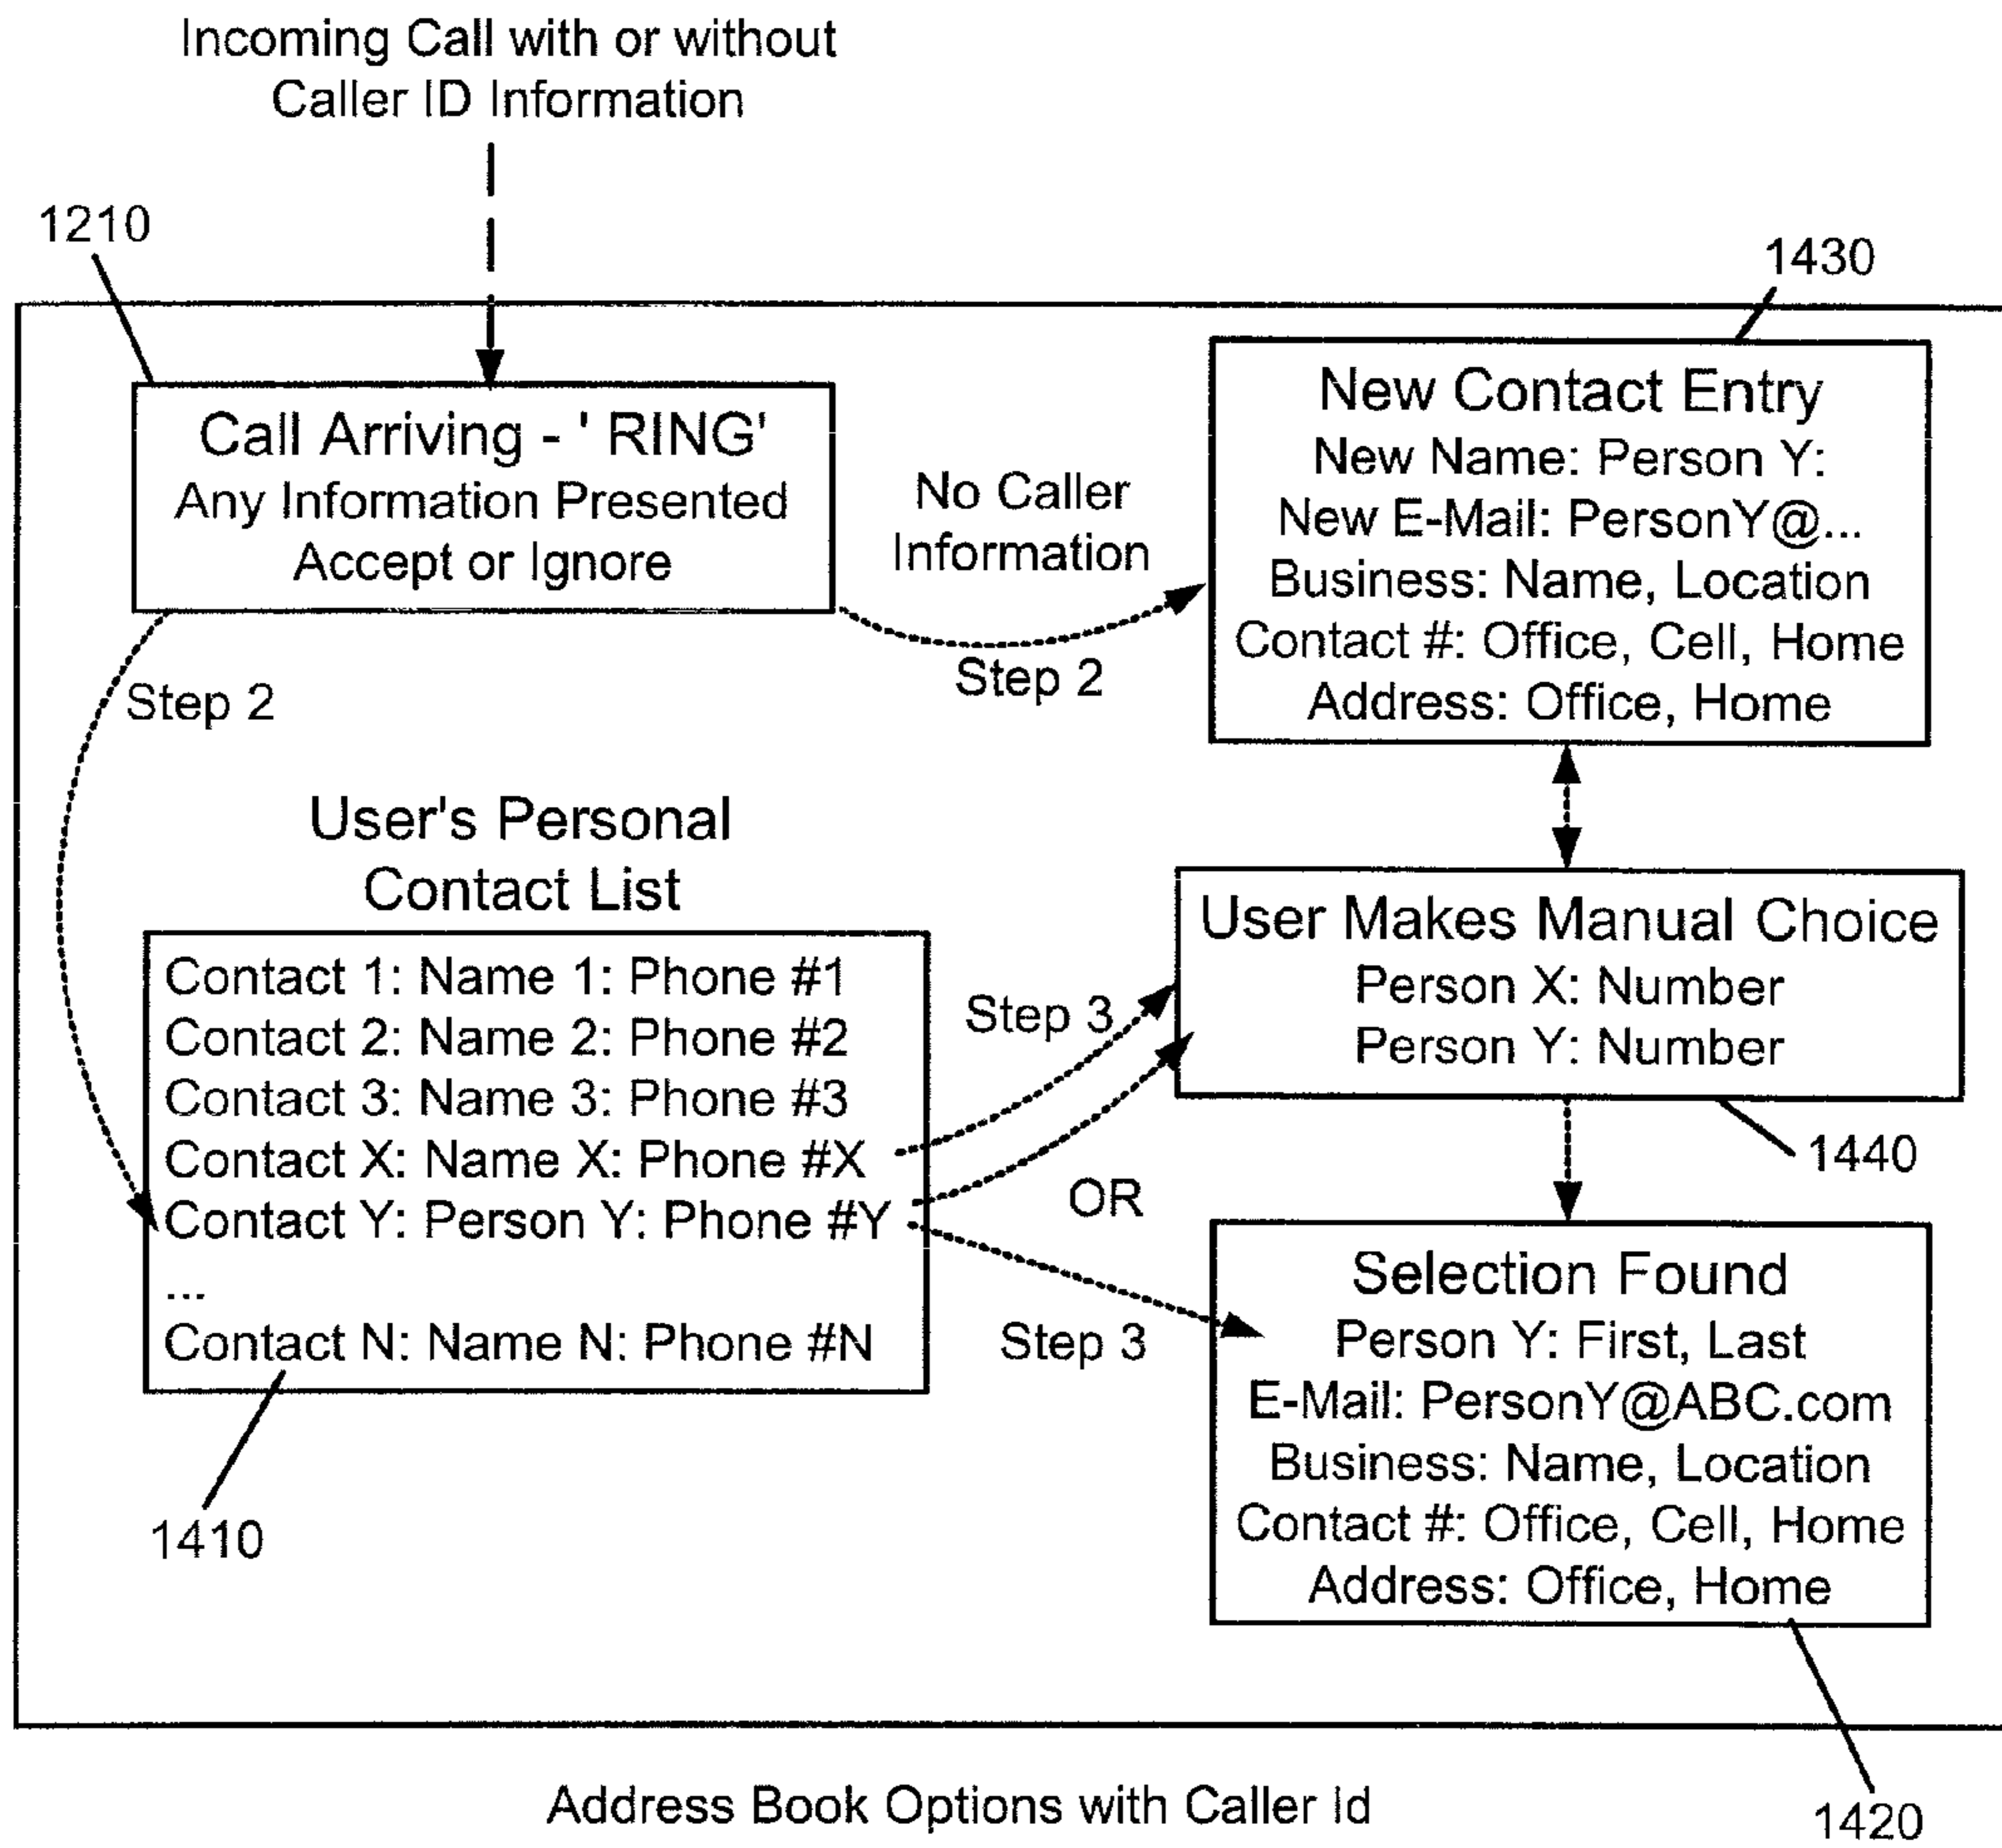 Incoming Call with or without
Caller ID Information
1210
1430
Call Arriving - ' RING'
Any Information Presented
Accept or Ignore
No Caller
Information
Step 2
Step 2
New Contact Entry
New Name: Person Y:
New E-Mail: PersonY@...
Business: Name, Location
Contact #: Office, Cell, Home
Address: Office, Home
User's Personal
Contact List
Contact 1: Name 1: Phone #1
Contact 2: Name 2: Phone #2
Contact 3: Name 3: Phone #3
Contact X: Name X: Phone #X
Contact Y: Person Y: Phone #Y
...
Contact N: Name N: Phone #N
1410
Step 3
OR
Step 3
User Makes Manual Choice
Person X: Number
Person Y: Number
1440
Selection Found
Person Y: First, Last
E-Mail: PersonY@ABC.com
Business: Name, Location
Contact #: Office, Cell, Home
Address: Office, Home
1420
Address Book Options with Caller Id